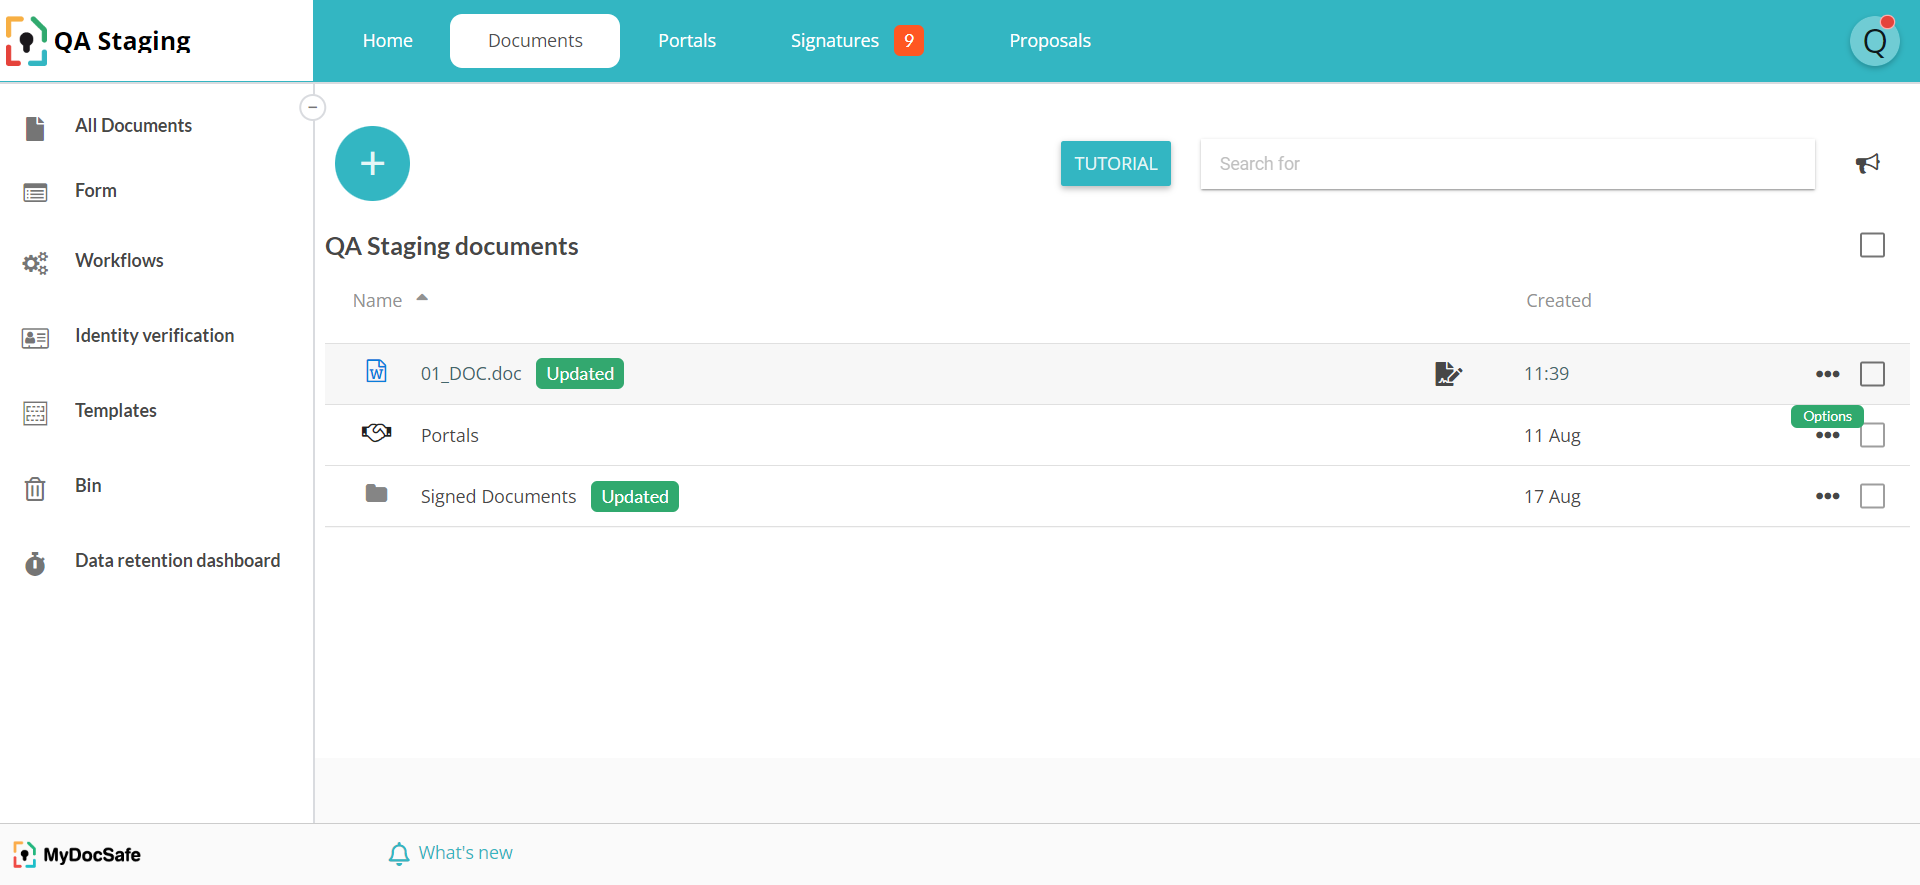 QA Staging
Home
Documents
Portals
Signatures 9
Proposals
Q
All Documents
Form
Workflows
Identity verification
Templates
Bin
Data retention dashboard
TUTORIAL
Search for
QA Staging documents
Name
Created
01_DOC.doc Updated 11:39
Options
Portals 11 Aug
Signed Documents Updated 17 Aug
MyDocSafe
What's new